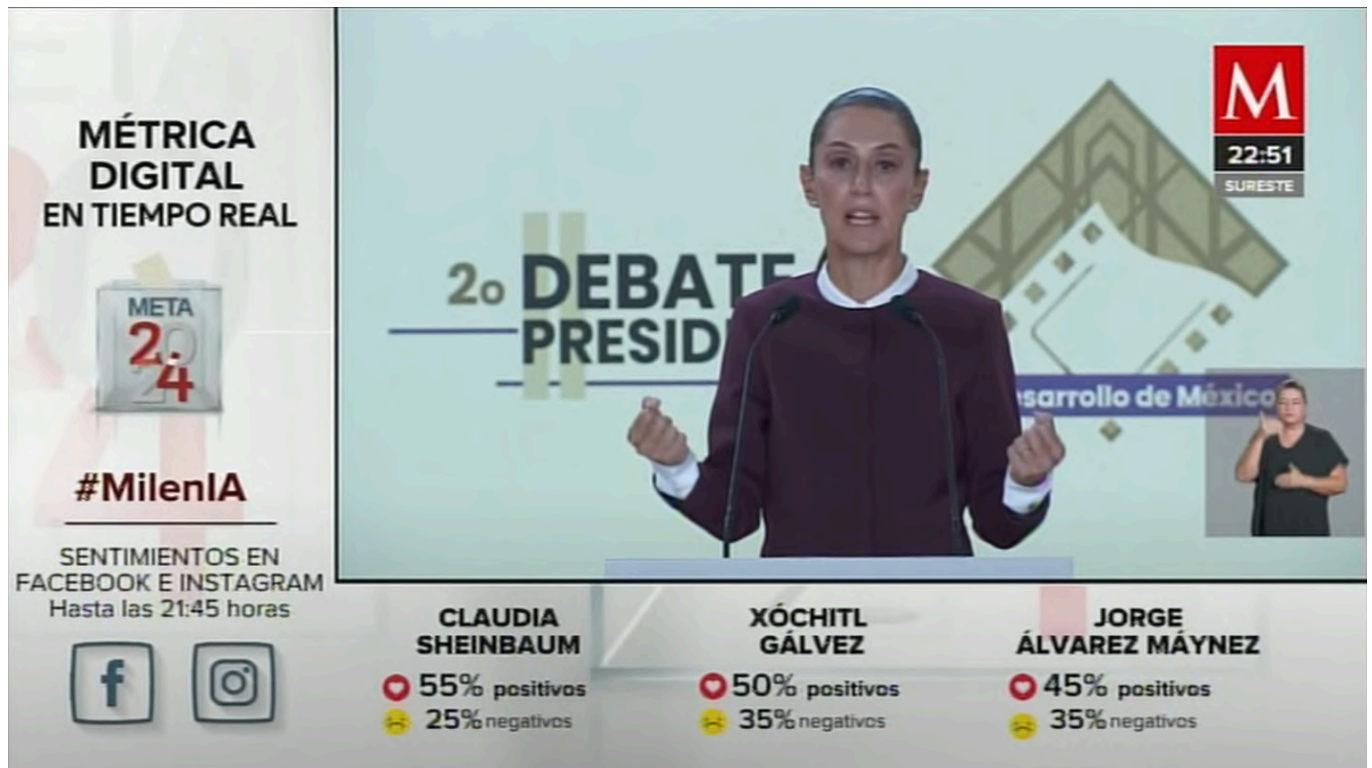 MÉTRICA
DIGITAL
EN TIEMPO REAL
META
2024
#MilenIA
SENTIMIENTOS EN
FACEBOOK E INSTAGRAM
Hasta las 21:45 horas
2o DEBATE
PRESID
esarrollo de México
M
22:51
SURESTE
CLAUDIA
SHEINBAUM
55% positivos
25% negativos
XÓCHITL
GÁLVEZ
50% positivos
35% negativos
JORGE
ÁLVAREZ MÁYNEZ
45% positivos
35% negativos